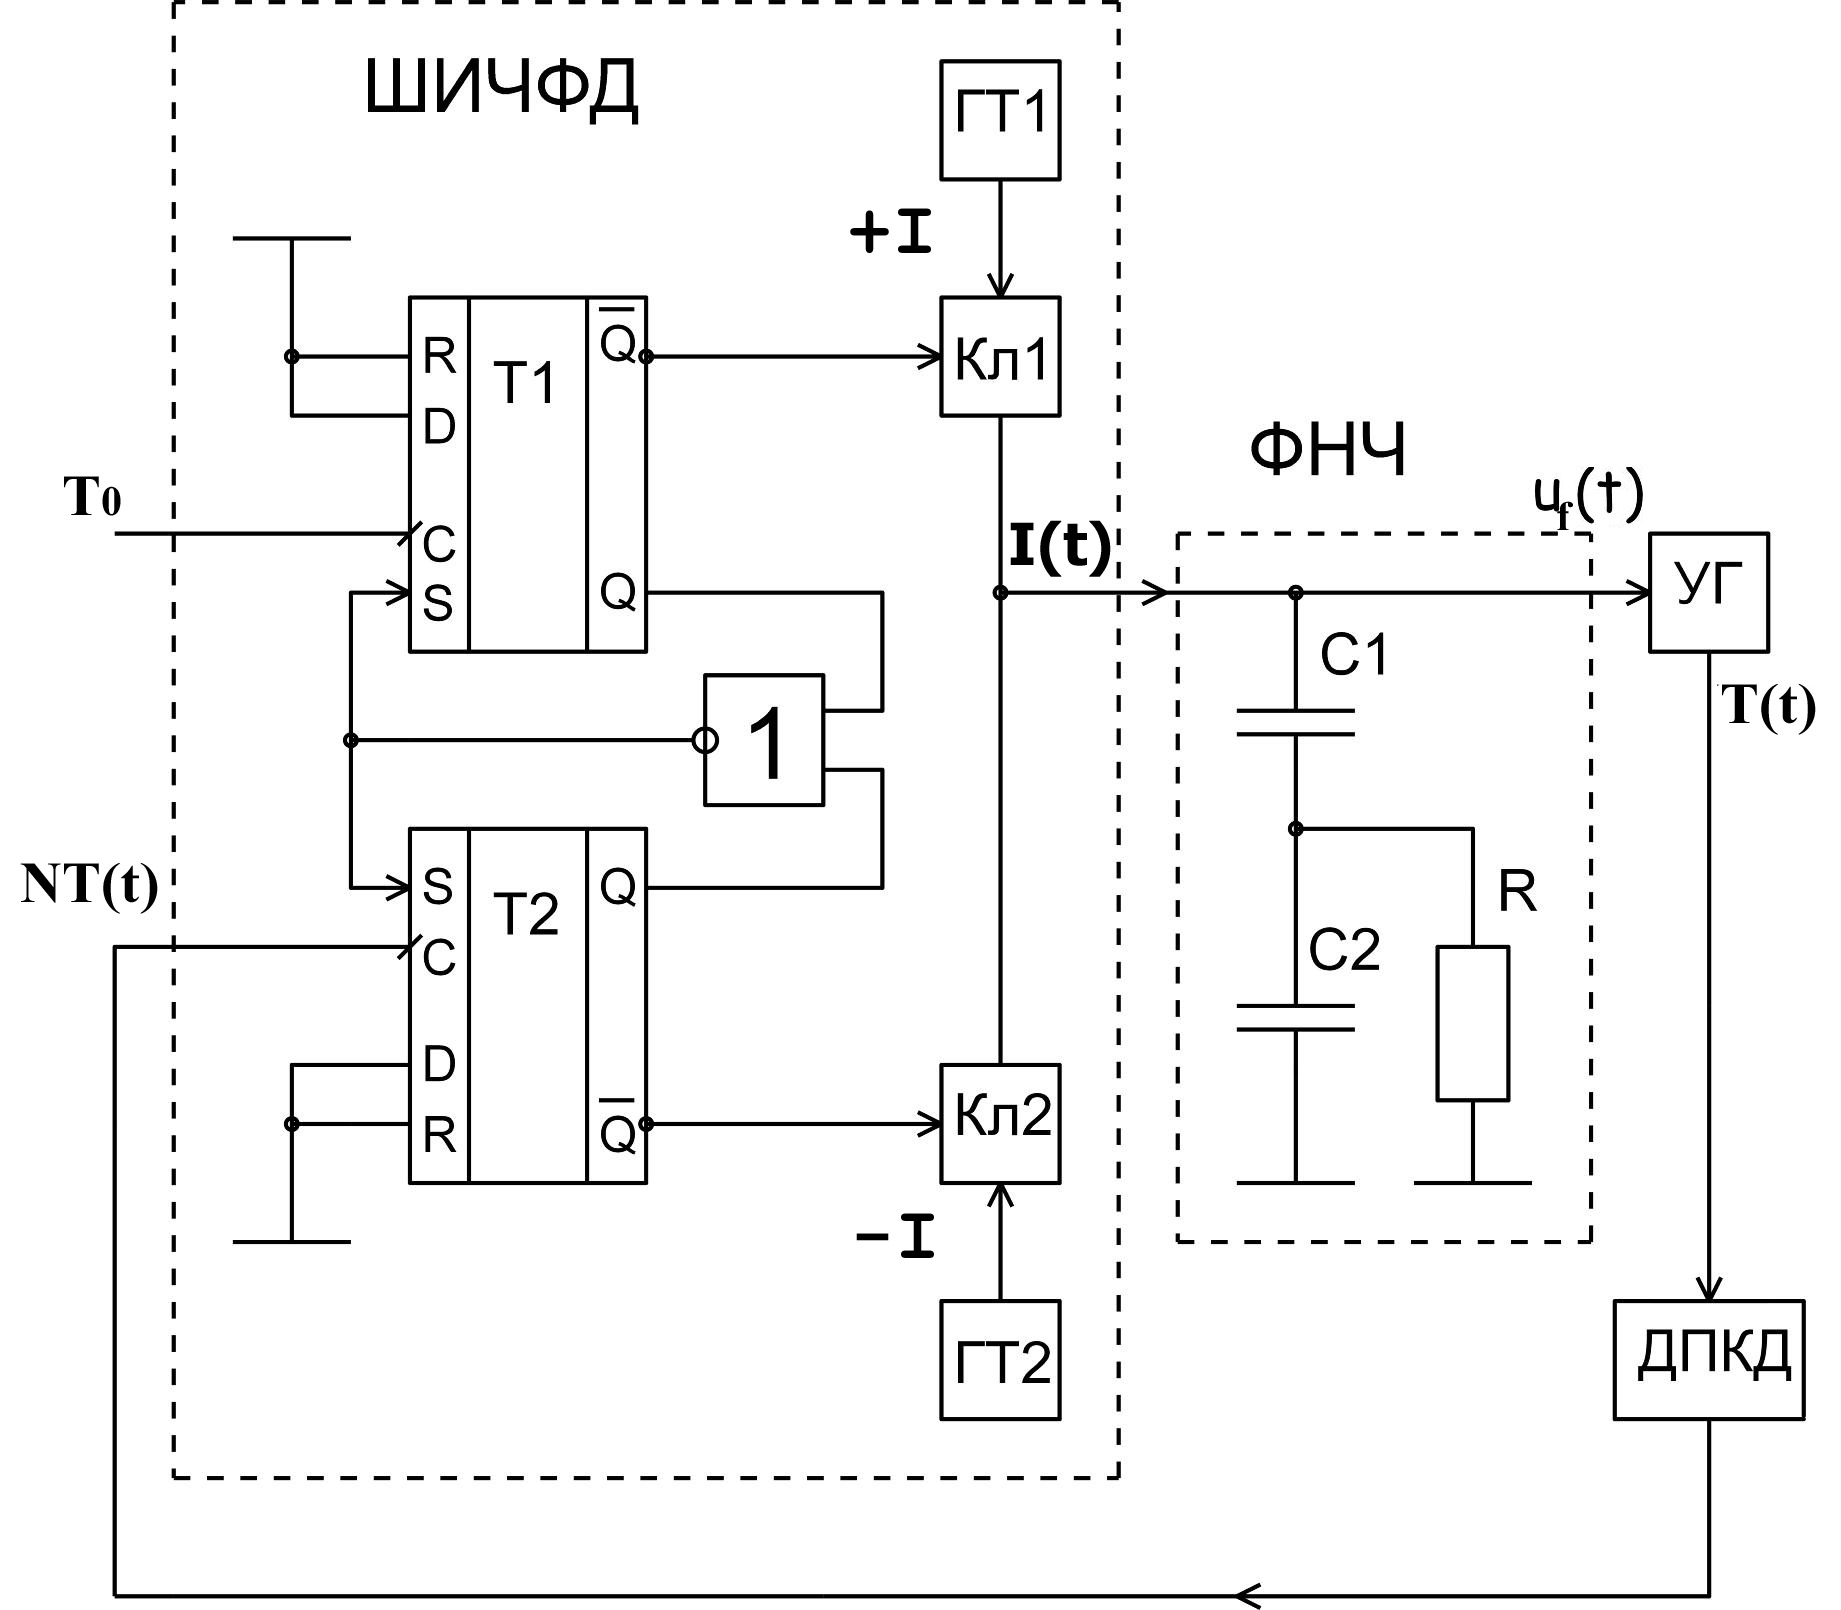 ШИЧФД
ГТ1
+I
R
D
C
S
T1
Q
Q
Кл1
T0
ФНЧ
I(t)
uf(t)
УГ
C1
T(t)
1
NT(t)
S
C
D
R
T2
Q
Q
C2
R
Кл2
-I
ГТ2
ДПКД